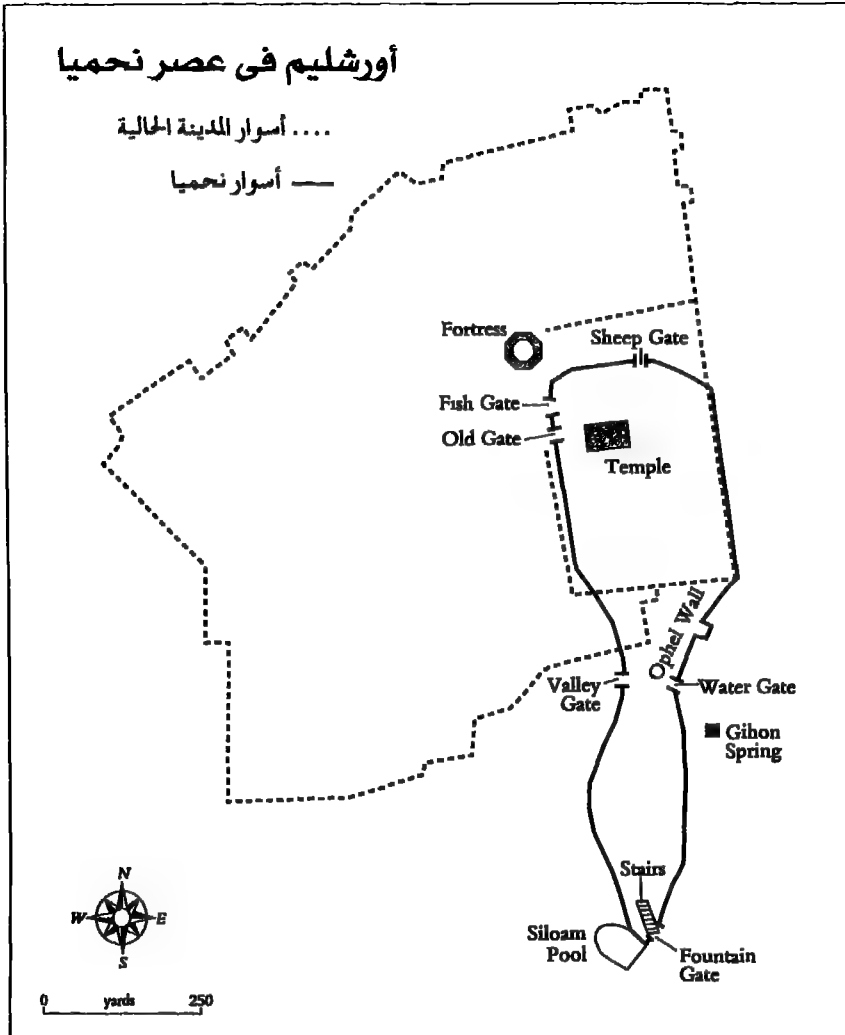 أورشليم فى عصر نحميا
.... أسوار المدينة الحالية
— أسوار نحميا
Fortress
Sheep Gate
Fish Gate
Old Gate
Temple
Ophel Wall
Valley
Gate
Water Gate
Gihon
Spring
Stairs
Siloam
Pool
Fountain
Gate
N
W E
S
0 yards 250